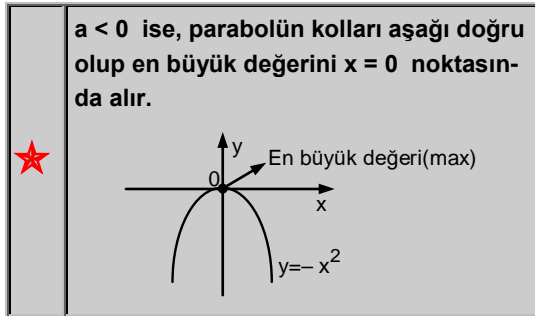 a < 0 ise, parabolün kolları aşağı doğru
olup en büyük değerini x = 0 noktasın-
da alır.
y
En büyük değeri(max)
0
x
y=– x²